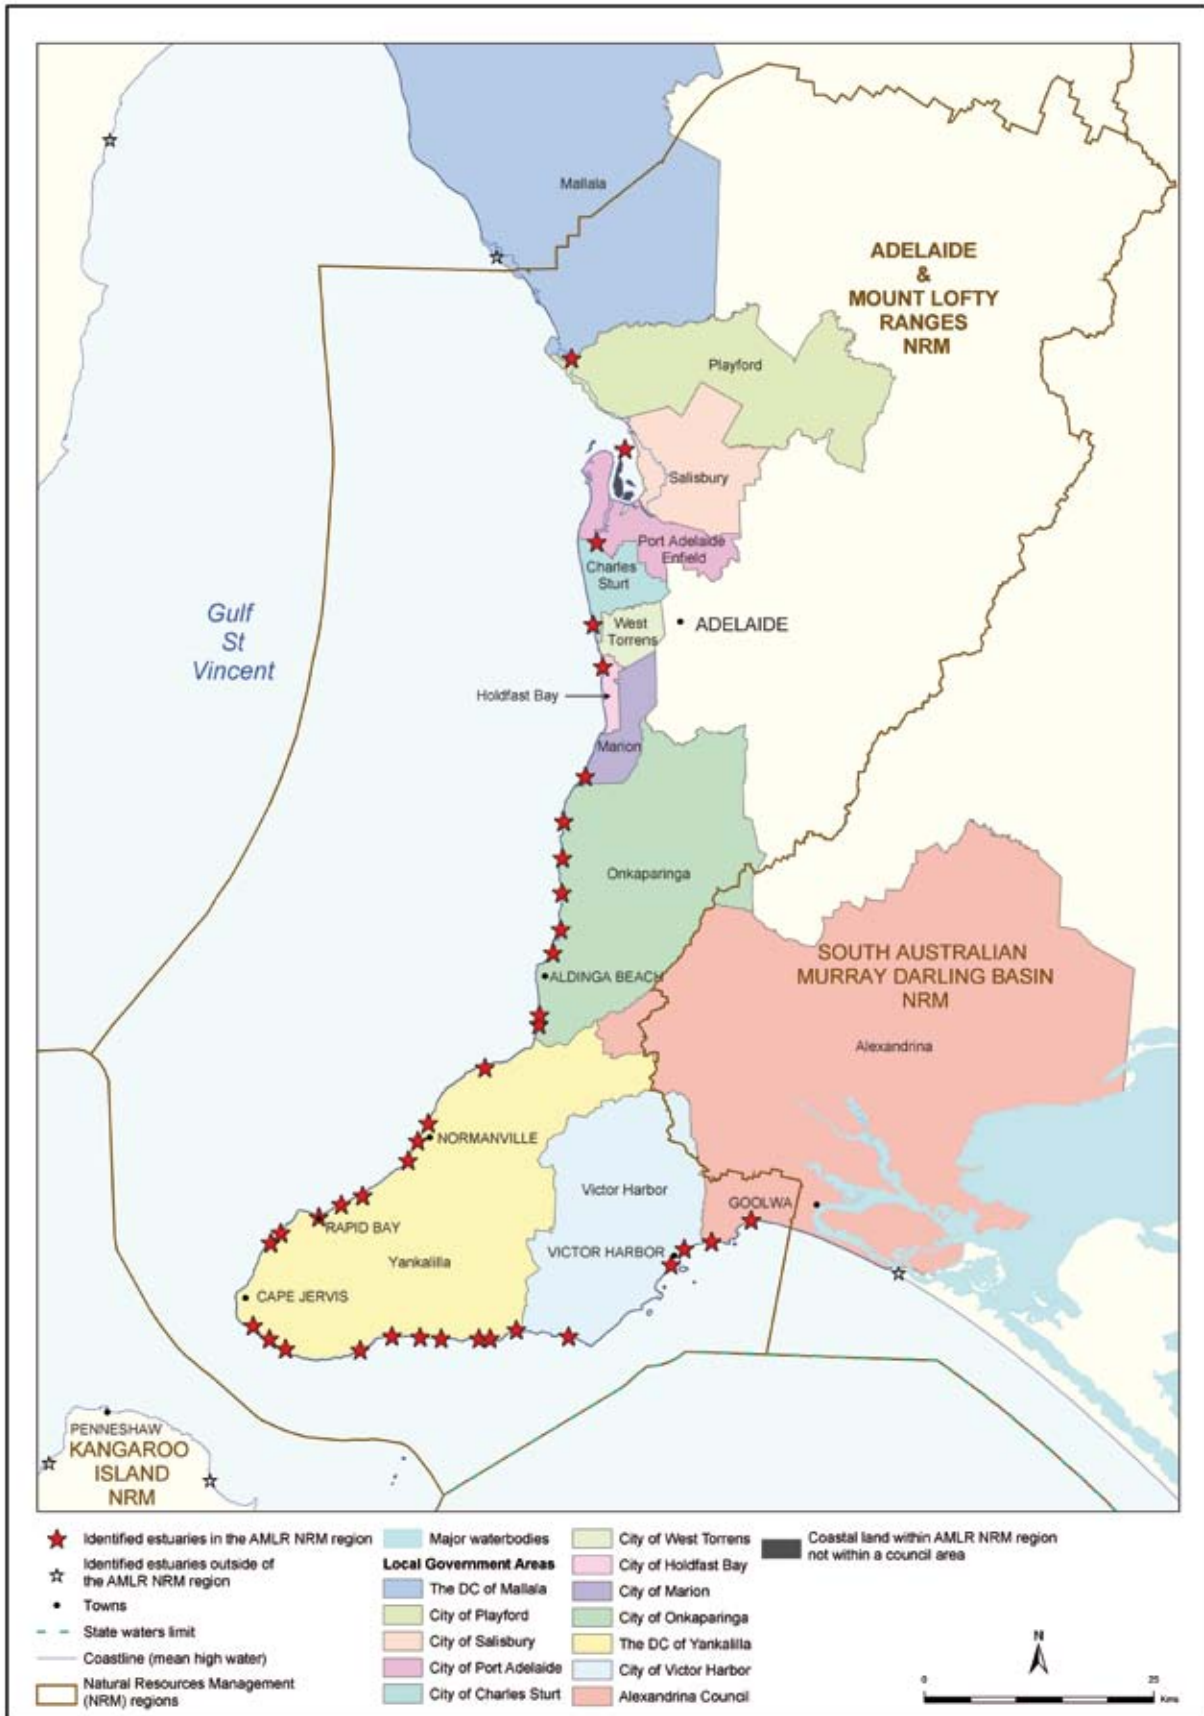 Mallala
ADELAIDE
&
MOUNT LOFTY
RANGES
NRM
Playford
Salisbury
Port Adelaide
Enfield
Charles
Sturt
Gulf
St
Vincent
West
Torrens
ADELAIDE
Holdfast Bay
Marion
Onkaparinga
SOUTH AUSTRALIAN
MURRAY DARLING BASIN
NRM
ALDINGA BEACH
Alexandrina
NORMANVILLE
Victor Harbor
GOOLWA
RAPID BAY
VICTOR HARBOR
Yankalilla
CAPE JERVIS
PENNESHAW
KANGAROO
ISLAND
NRM
Identified estuaries in the AMLR NRM region
Identified estuaries outside of
the AMLR NRM region
Towns
State waters limit
Coastline (mean high water)
Natural Resources Management
(NRM) regions
Major waterbodies
Local Government Areas
The DC of Mallala
City of Playford
City of Salisbury
City of Port Adelaide
City of Charles Sturt
City of West Torrens
City of Holdfast Bay
City of Marion
City of Onkaparinga
The DC of Yankalilla
City of Victor Harbor
Alexandrina Council
Coastal land within AMLR NRM region
not within a council area
N
0 25
Kms